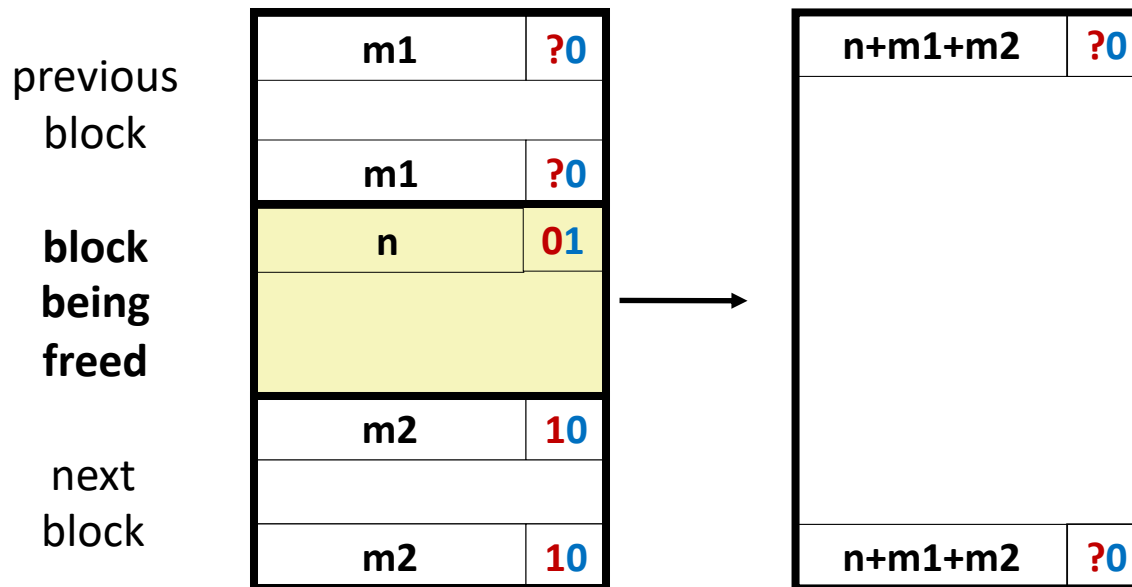 m1 ?0
n+m1+m2 ?0
previous
block
m1 ?0
block
being
freed
n 01
m2 10
next
block
m2 10
n+m1+m2 ?0